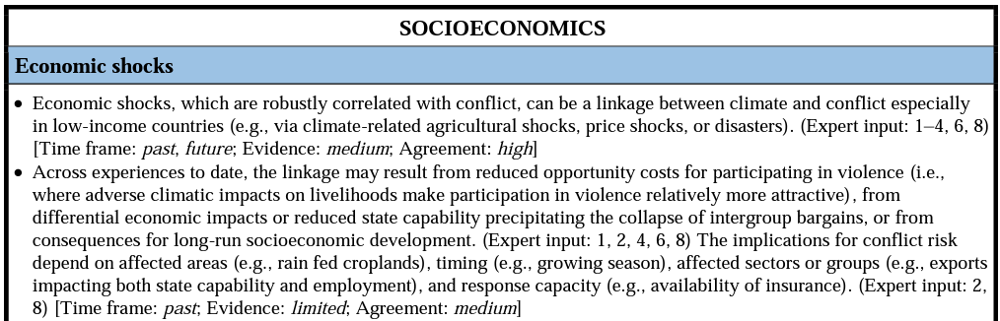 SOCIOECONOMICS
Economic shocks
• Economic shocks, which are robustly correlated with conflict, can be a linkage between climate and conflict especially
in low-income countries (e.g., via climate-related agricultural shocks, price shocks, or disasters). (Expert input: 1–4, 6, 8)
[Time frame: past, future; Evidence: medium; Agreement: high]
• Across experiences to date, the linkage may result from reduced opportunity costs for participating in violence (i.e.,
where adverse climatic impacts on livelihoods make participation in violence relatively more attractive), from
differential economic impacts or reduced state capability precipitating the collapse of intergroup bargains, or from
consequences for long-run socioeconomic development. (Expert input: 1, 2, 4, 6, 8) The implications for conflict risk
depend on affected areas (e.g., rain fed croplands), timing (e.g., growing season), affected sectors or groups (e.g., exports
impacting both state capability and employment), and response capacity (e.g., availability of insurance). (Expert input: 2,
8) [Time frame: past; Evidence: limited; Agreement: medium]